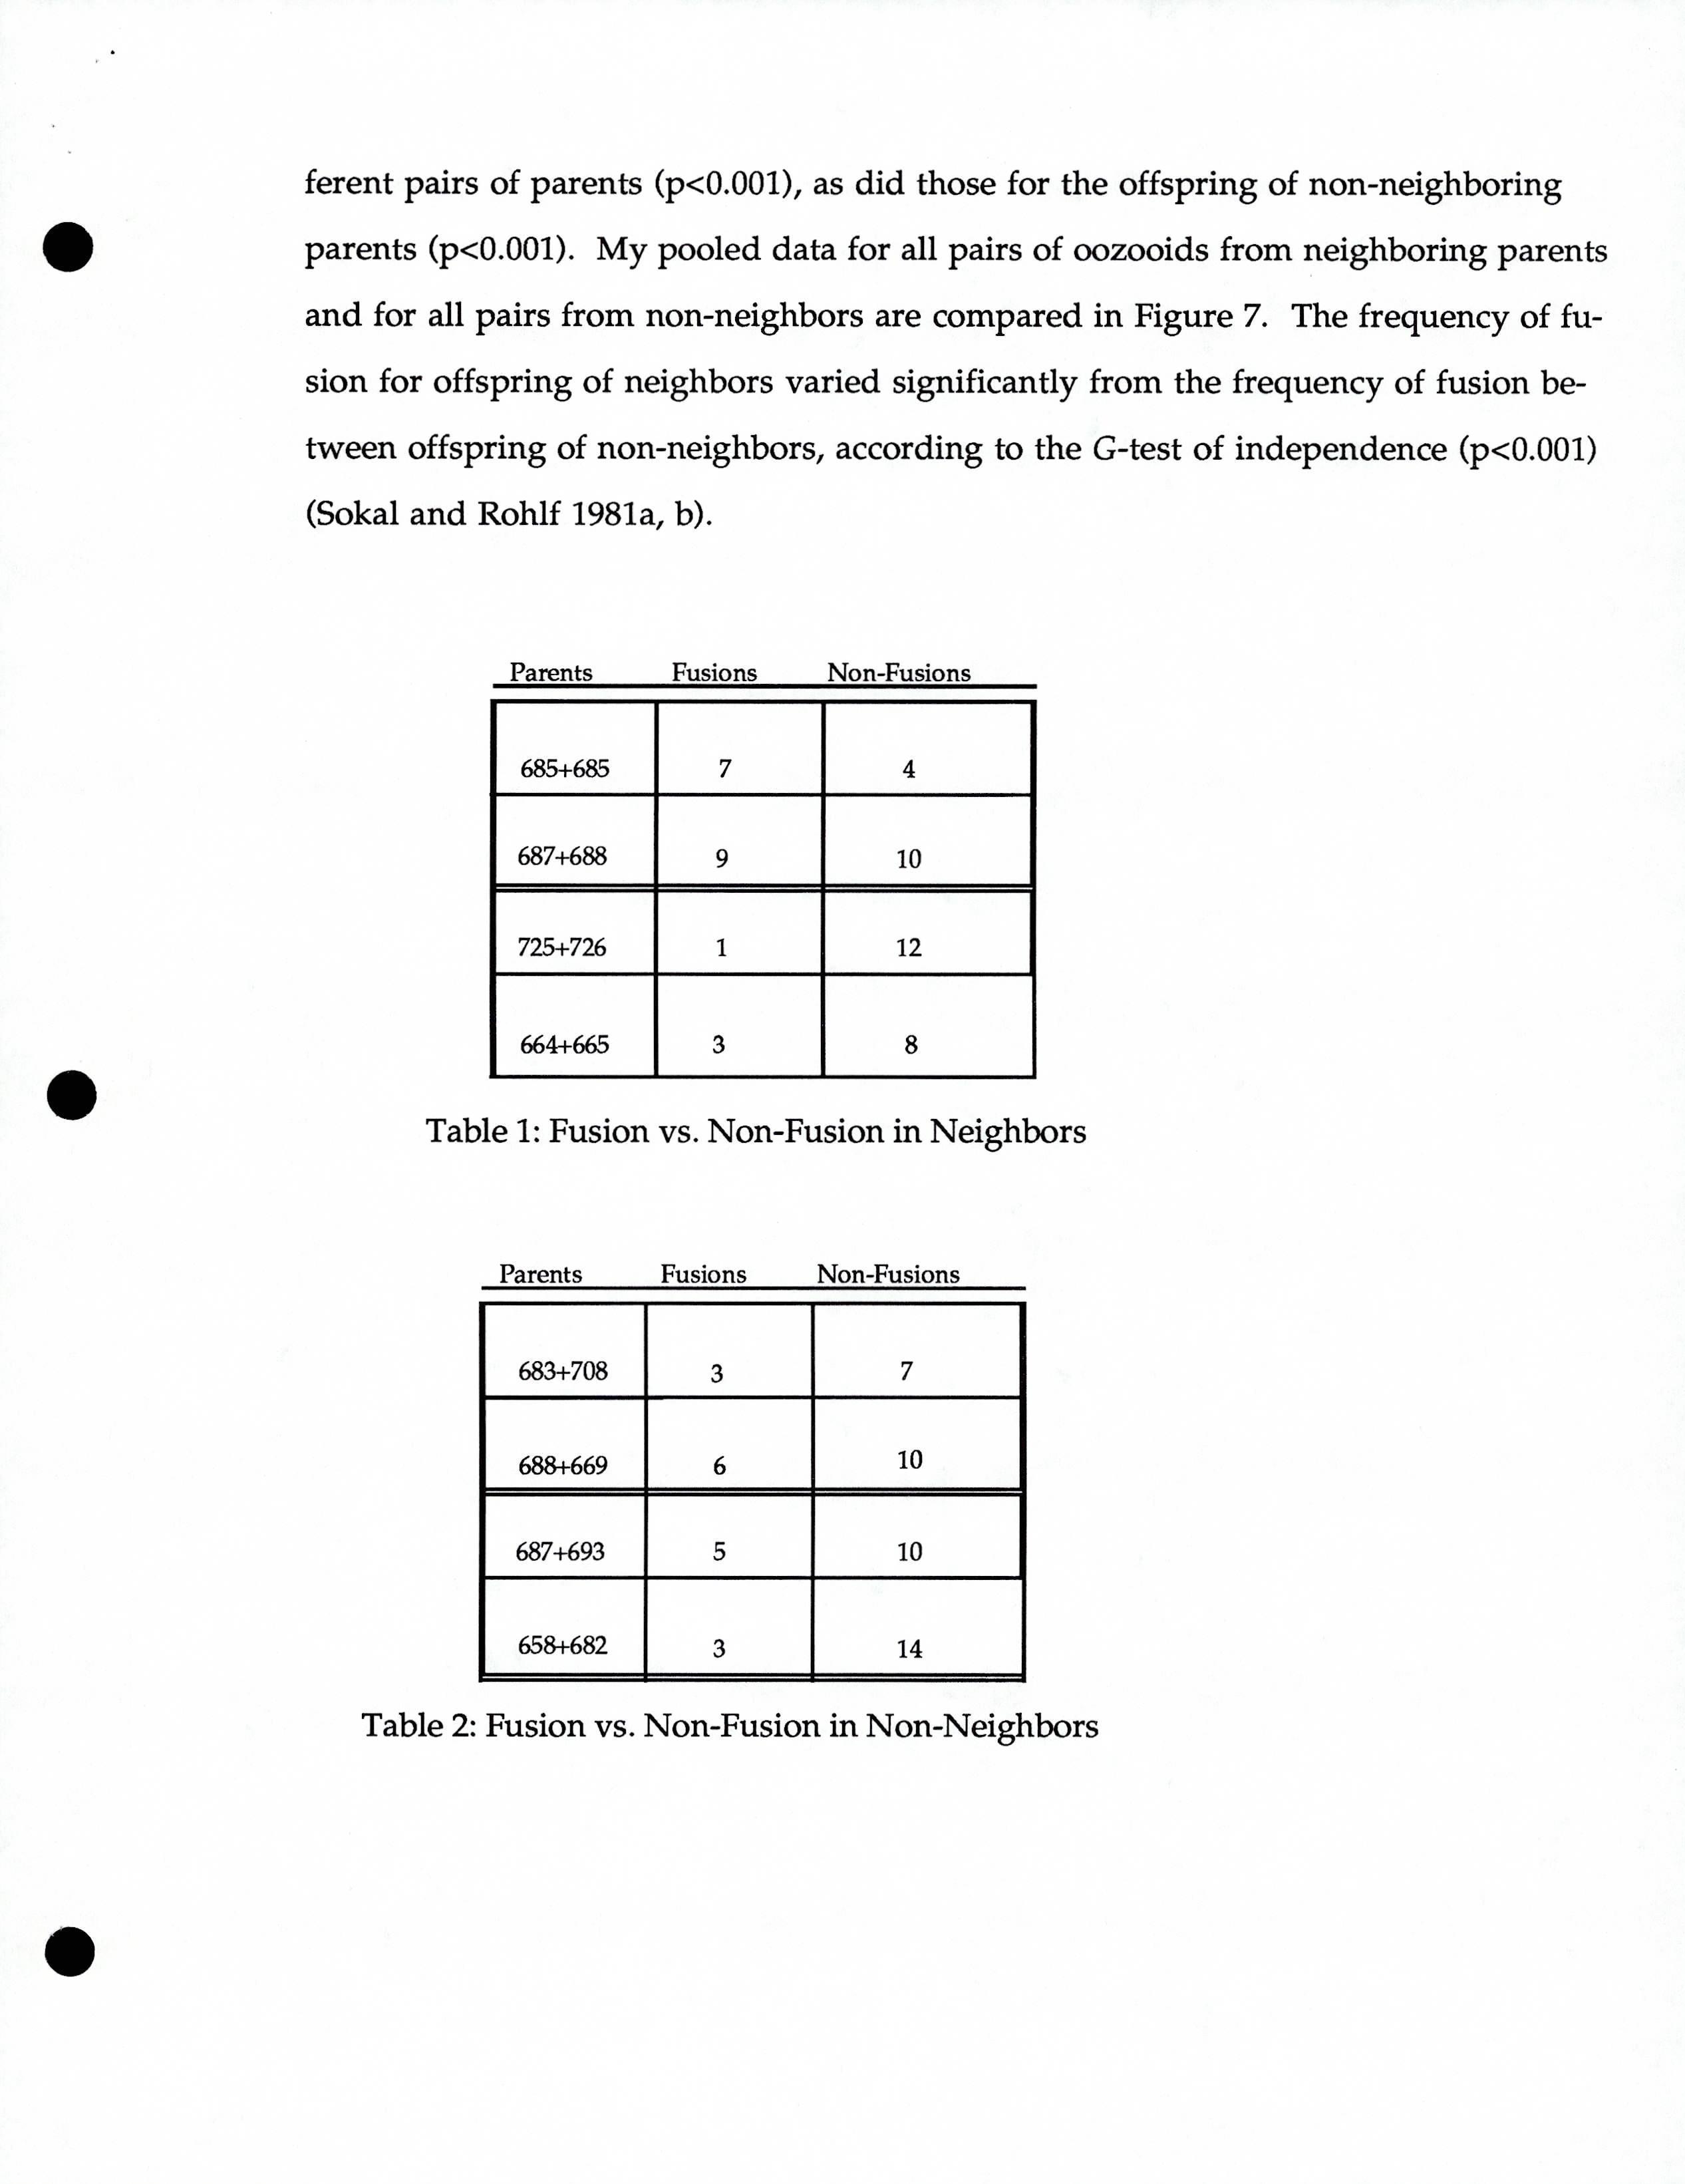 ferent pairs of parents (p<0.001), as did those for the offspring of non-neighboring
parents (p<0.001). My pooled data for all pairs of oozooids from neighboring parents
and for all pairs from non-neighbors are compared in Figure 7. The frequency of fu-
sion for offspring of neighbors varied significantly from the frequency of fusion be-
tween offspring of non-neighbors, according to the G-test of independence (p<0.001)
(Sokal and Rohlf 1981a, b).
Parents Fusions Non-Fusions
685+685 7 4
687+688 9 10
725+726 1 12
664+665 3 8
Table 1: Fusion vs. Non-Fusion in Neighbors
Parents Fusions Non-Fusions
683+708 3 7
688+669 6 10
687+693 5 10
658+682 3 14
Table 2: Fusion vs. Non-Fusion in Non-Neighbors